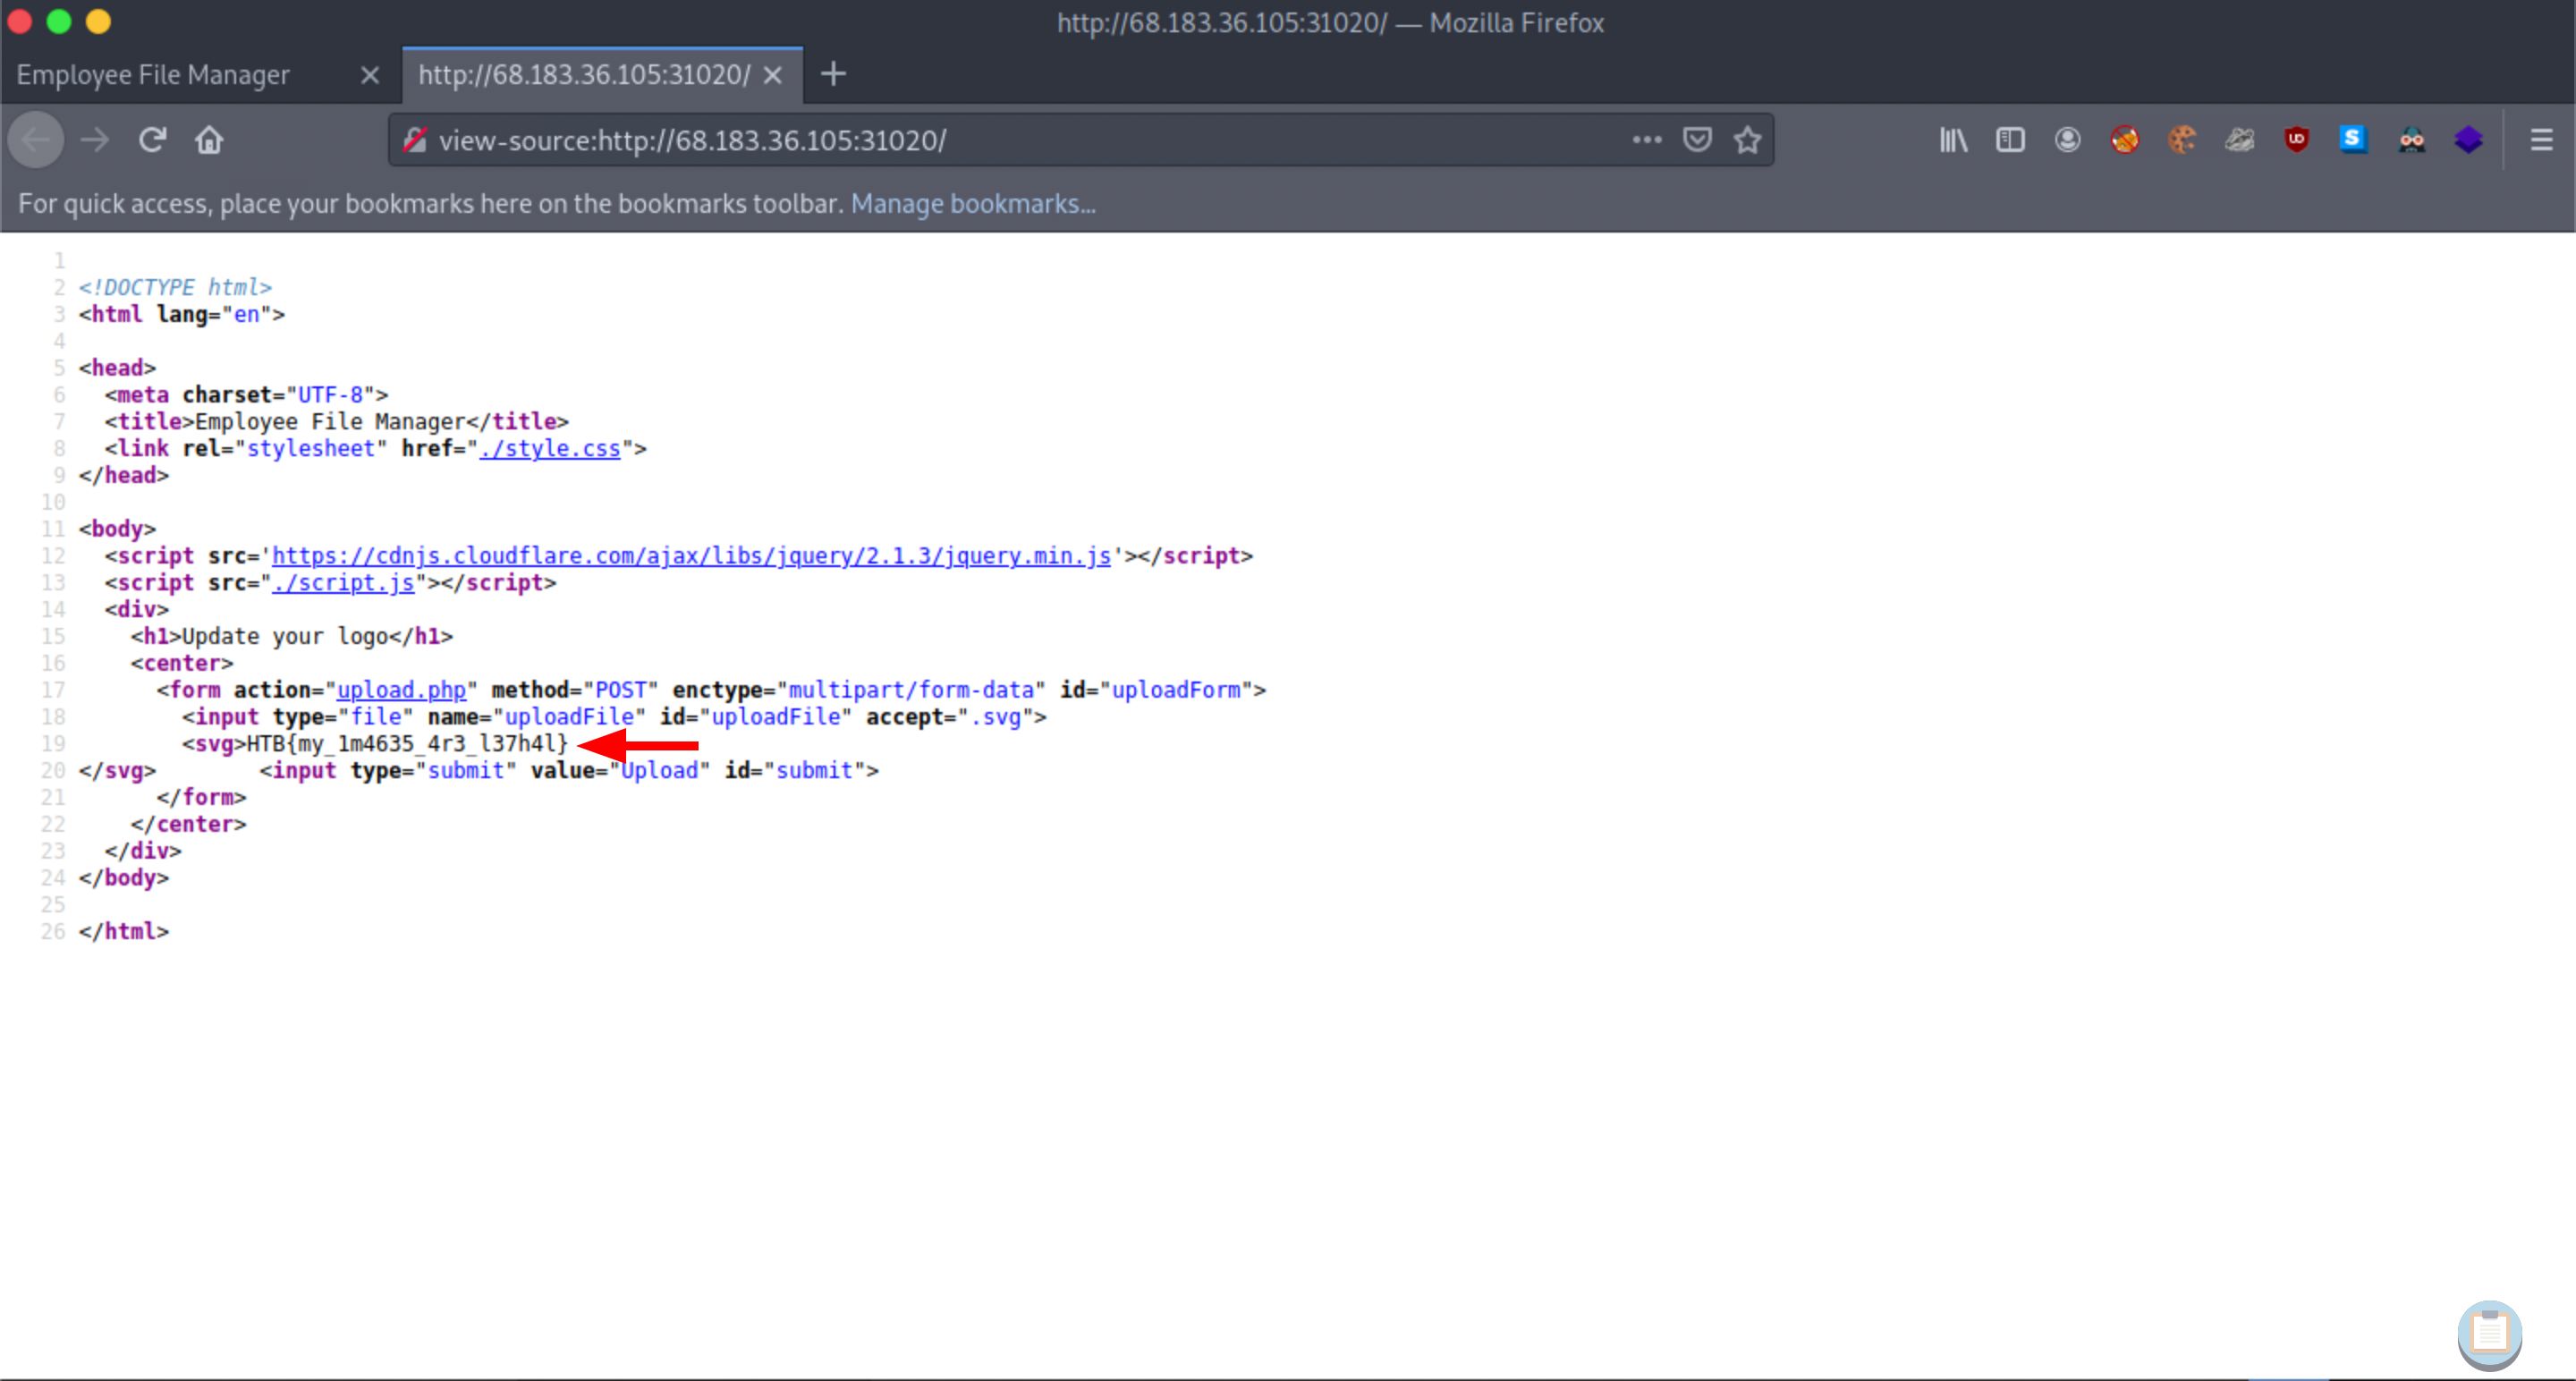 http://68.183.36.105:31020/ — Mozilla Firefox
Employee File Manager
http://68.183.36.105:31020/
view-source:http://68.183.36.105:31020/
For quick access, place your bookmarks here on the bookmarks toolbar. Manage bookmarks...
1
2 <!DOCTYPE html>
3 <html lang="en">
4
5 <head>
6   <meta charset="UTF-8">
7   <title>Employee File Manager</title>
8   <link rel="stylesheet" href="./style.css">
9 </head>
10
11 <body>
12   <script src='https://cdnjs.cloudflare.com/ajax/libs/jquery/2.1.3/jquery.min.js'></script>
13   <script src="./script.js"></script>
14   <div>
15     <h1>Update your logo</h1>
16     <center>
17       <form action="upload.php" method="POST" enctype="multipart/form-data" id="uploadForm">
18         <input type="file" name="uploadFile" id="uploadFile" accept=".svg">
19         <svg>HTB{my_1m4635_4r3_l37h4l}
20 </svg>        <input type="submit" value="Upload" id="submit">
21       </form>
22     </center>
23   </div>
24 </body>
25
26 </html>